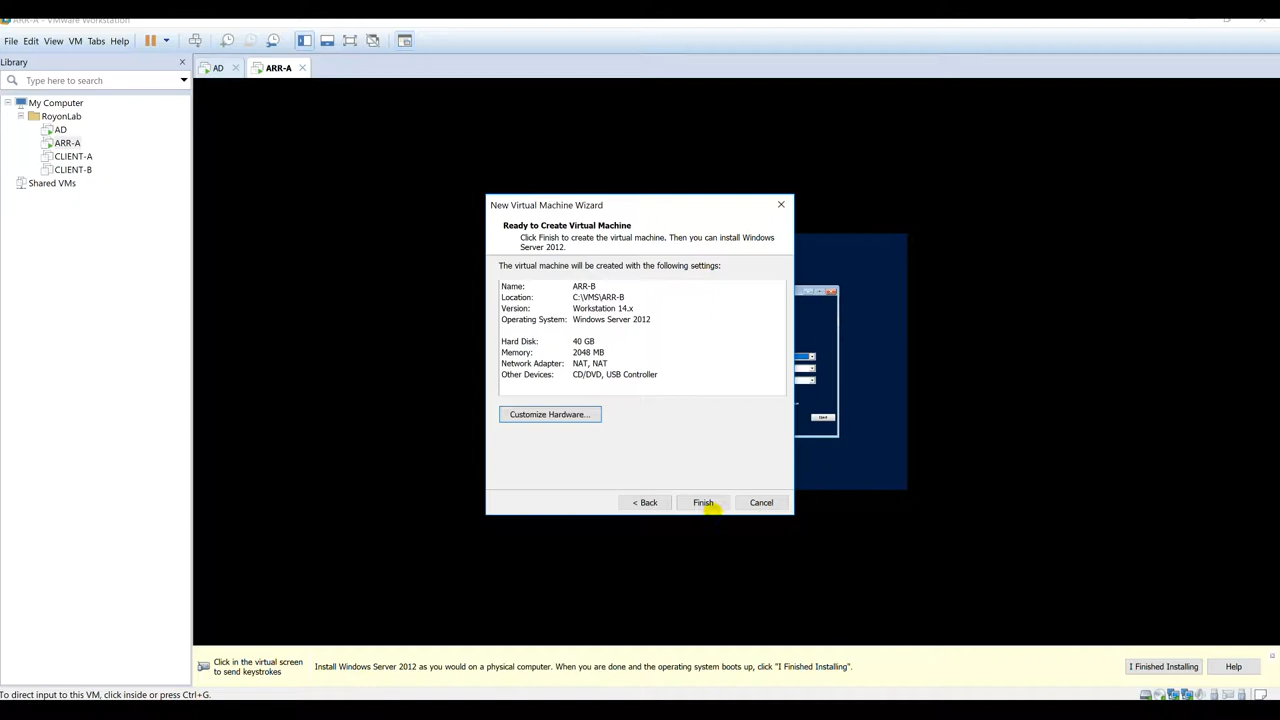 ARR-A - VMware Workstation
File Edit View VM Tabs Help
Library
Type here to search
My Computer
RoyonLab
AD
ARR-A
CLIENT-A
CLIENT-B
Shared VMs
AD
ARR-A
New Virtual Machine Wizard
Ready to Create Virtual Machine
Click Finish to create the virtual machine. Then you can install Windows
Server 2012.
The virtual machine will be created with the following settings:
Name: ARR-B
Location: C:\VMS\ARR-B
Version: Workstation 14.x
Operating System: Windows Server 2012
Hard Disk: 40 GB
Memory: 2048 MB
Network Adapter: NAT, NAT
Other Devices: CD/DVD, USB Controller
Customize Hardware...
< Back Finish Cancel
Click in the virtual screen
to send keystrokes
Install Windows Server 2012 as you would on a physical computer. When you are done and the operating system boots up, click "I Finished Installing".
I Finished Installing Help
To direct input to this VM, click inside or press Ctrl+G.